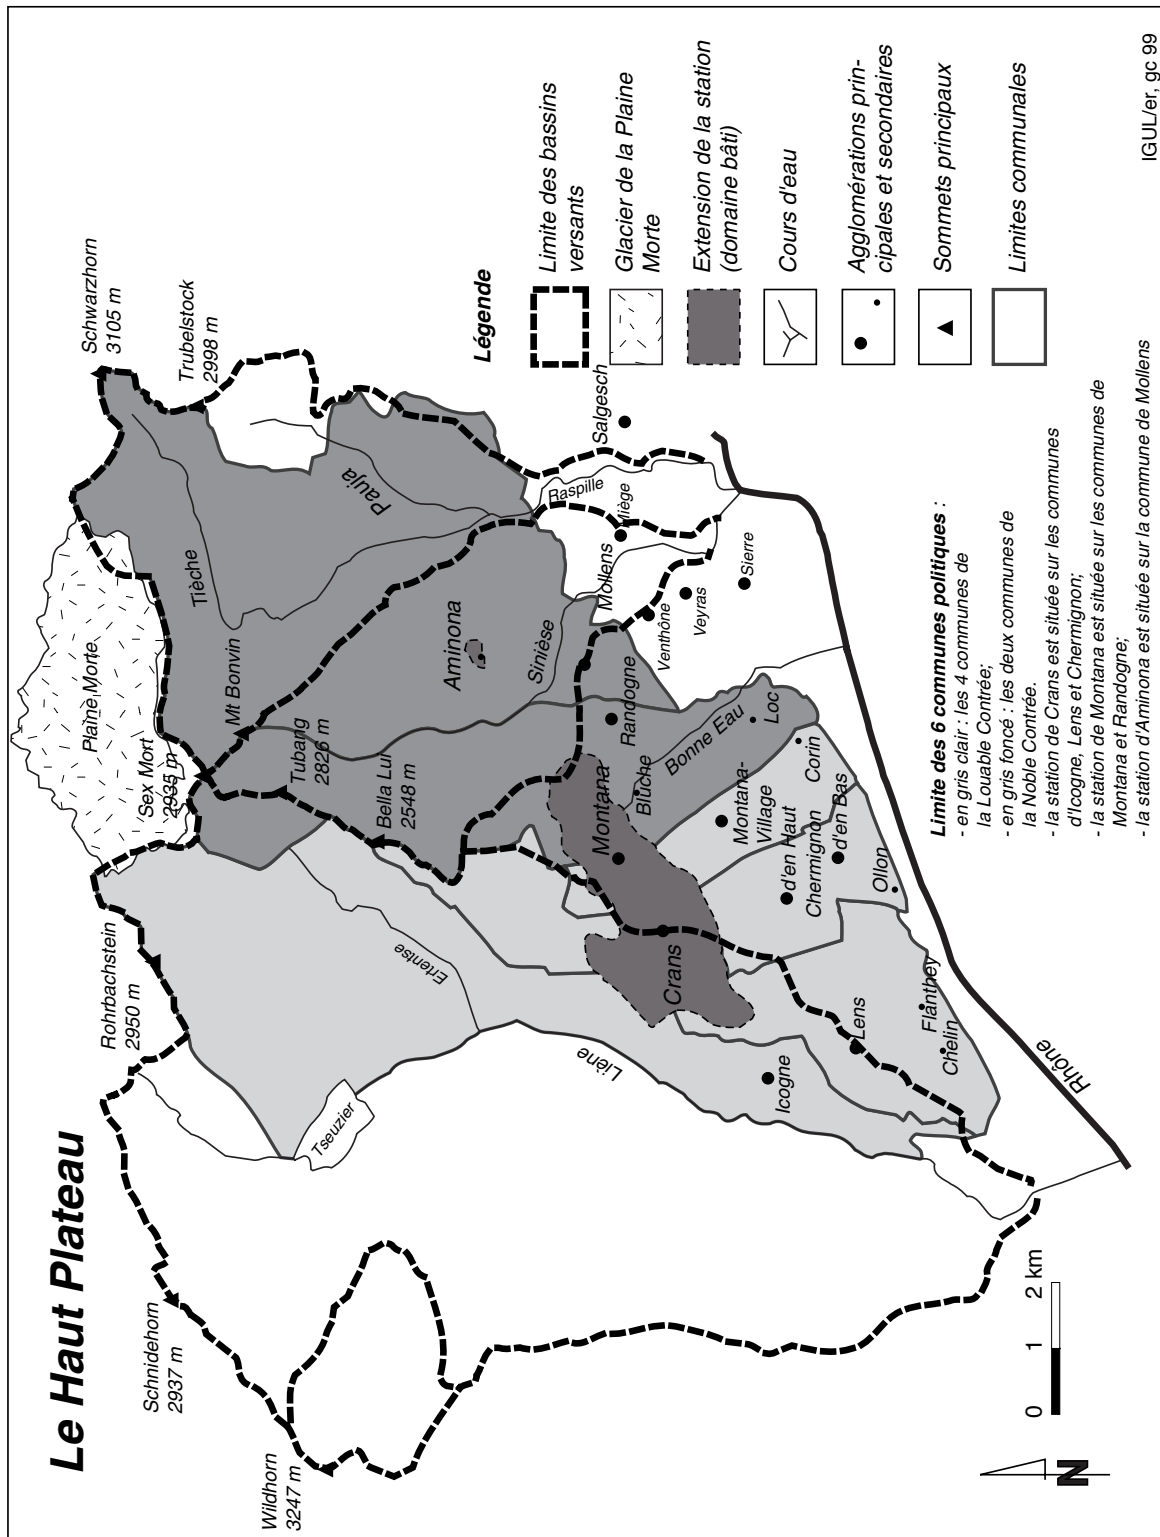 Le Haut Plateau
Wildhorn
3247 m
Schnidehorn
2937 m
Rohrbachstein
2950 m
Sex Mort
2935 m
Plaine Morte
Mt Bonvin
Tubang
2826 m
Bella Lui
2548 m
Schwarzhorn
3105 m
Trubelstock
2998 m
Tièche
Pauja
Tseuzier
Ertentse
Liène
Aminona
Sinièse
Raspille
Salgesch
Miège
Mollens
Venthône
Veyras
Sierre
Randogne
Bluche
Bonne Eau
Loc
Corin
Montana
Montana-
Village
Crans
d'en Haut
Chermignon
d'en Bas
Ollon
Icogne
Lens
Flanthey
Chelin
Rhône
Légende
Limite des bassins
versants
Glacier de la Plaine
Morte
Extension de la station
(domaine bâti)
Cours d'eau
Agglomérations prin-
cipales et secondaires
Sommets principaux
Limites communales
Limite des 6 communes politiques :
- en gris clair : les 4 communes de
la Louable Contrée;
- en gris foncé : les deux communes de
la Noble Contrée.
- la station de Crans est située sur les communes
d'Icogne, Lens et Chermignon;
- la station de Montana est située sur les communes de
Montana et Randogne;
- la station d'Aminona est située sur la commune de Mollens
N
0 1 2 km
IGUL/er, gc 99